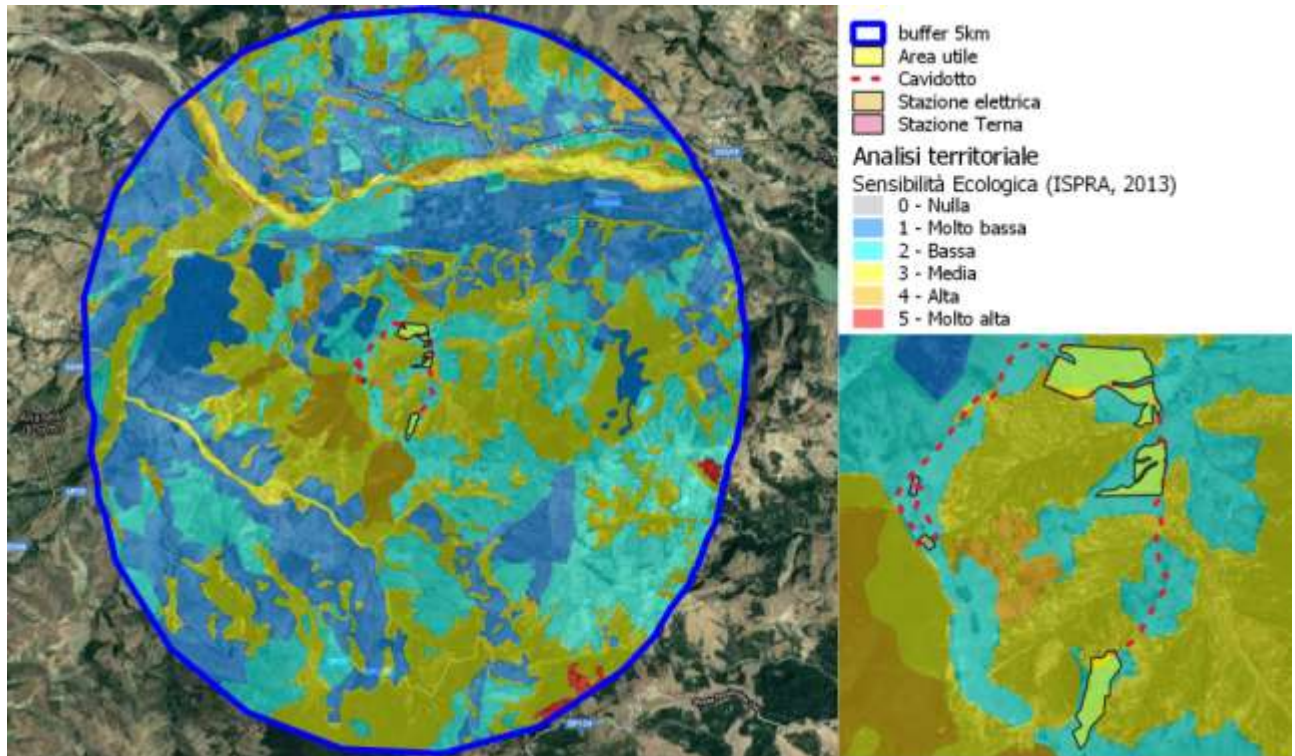 buffer 5km
Area utile
Cavidotto
Stazione elettrica
Stazione Terna
Analisi territoriale
Sensibilità Ecologica (ISPRA, 2013)
0 - Nulla
1 - Molto bassa
2 - Bassa
3 - Media
4 - Alta
5 - Molto alta